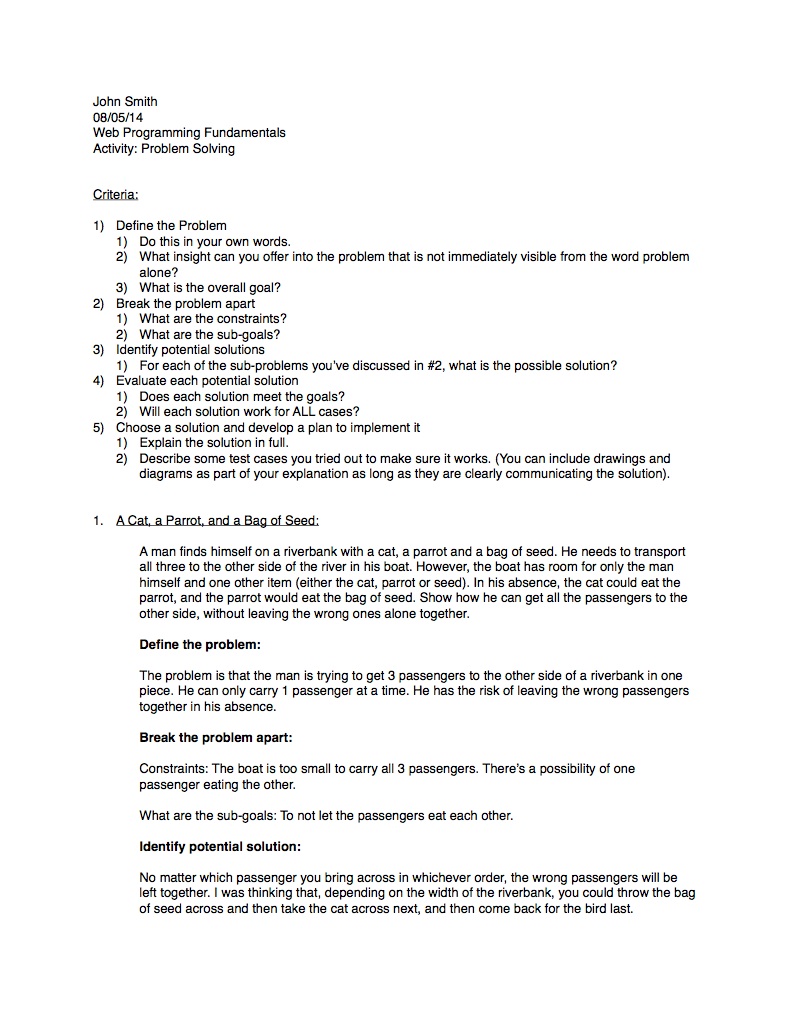 John Smith
08/05/14
Web Programming Fundamentals
Activity: Problem Solving
Criteria:
1) Define the Problem
1) Do this in your own words.
2) What insight can you offer into the problem that is not immediately visible from the word problem
alone?
3) What is the overall goal?
2) Break the problem apart
1) What are the constraints?
2) What are the sub-goals?
3) Identify potential solutions
1) For each of the sub-problems you've discussed in #2, what is the possible solution?
4) Evaluate each potential solution
1) Does each solution meet the goals?
2) Will each solution work for ALL cases?
5) Choose a solution and develop a plan to implement it
1) Explain the solution in full.
2) Describe some test cases you tried out to make sure it works. (You can include drawings and
diagrams as part of your explanation as long as they are clearly communicating the solution).
1. A Cat, a Parrot, and a Bag of Seed:
A man finds himself on a riverbank with a cat, a parrot and a bag of seed. He needs to transport
all three to the other side of the river in his boat. However, the boat has room for only the man
himself and one other item (either the cat, parrot or seed). In his absence, the cat could eat the
parrot, and the parrot would eat the bag of seed. Show how he can get all the passengers to the
other side, without leaving the wrong ones alone together.
Define the problem:
The problem is that the man is trying to get 3 passengers to the other side of a riverbank in one
piece. He can only carry 1 passenger at a time. He has the risk of leaving the wrong passengers
together in his absence.
Break the problem apart:
Constraints: The boat is too small to carry all 3 passengers. There's a possibility of one
passenger eating the other.
What are the sub-goals: To not let the passengers eat each other.
Identify potential solution:
No matter which passenger you bring across in whichever order, the wrong passengers will be
left together. I was thinking that, depending on the width of the riverbank, you could throw the bag
of seed across and then take the cat across next, and then come back for the bird last.